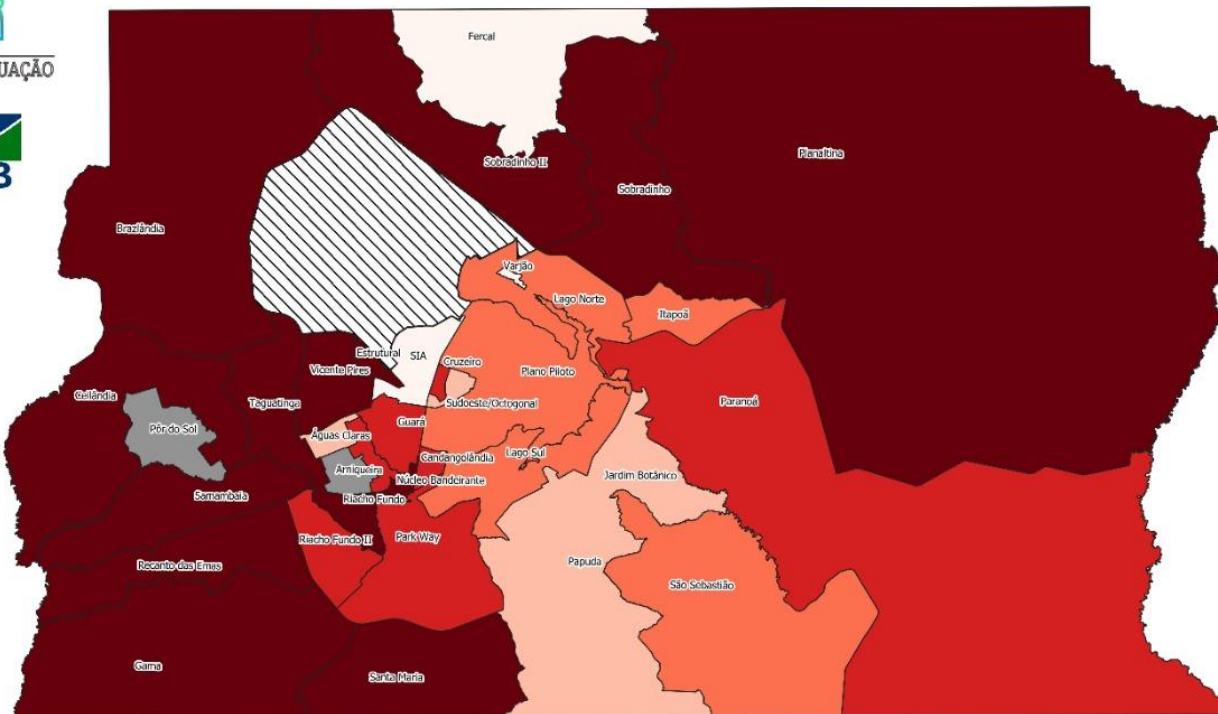 UAÇÃO
B
Fercal
Planaltina
Sobradinho II
Sobradinho
Brazlândia
Varjão
Lago Norte
Itapoã
Estrutural
SIA
Cruzeiro
Vicente Pires
Plano Piloto
Ceilândia
Taguatinga
Sudoeste/Octogonal
Paranoá
Guará
Pôr do Sol
Águas Claras
Lago Sul
Candangolândia
Arniqueira
Jardim Botânico
Núcleo Bandeirante
Samambaia
Riacho Fundo
Riacho Fundo II
Park Way
Recanto das Emas
Papuda
São Sebastião
Gama
Santa Maria